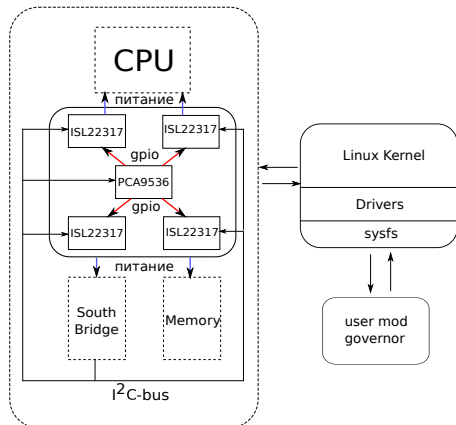 CPU
питание
ISL22317
ISL22317
gpio
PCA9536
gpio
ISL22317
ISL22317
питание
South
Bridge
Memory
I²C-bus
Linux Kernel
Drivers
sysfs
user mod
governor